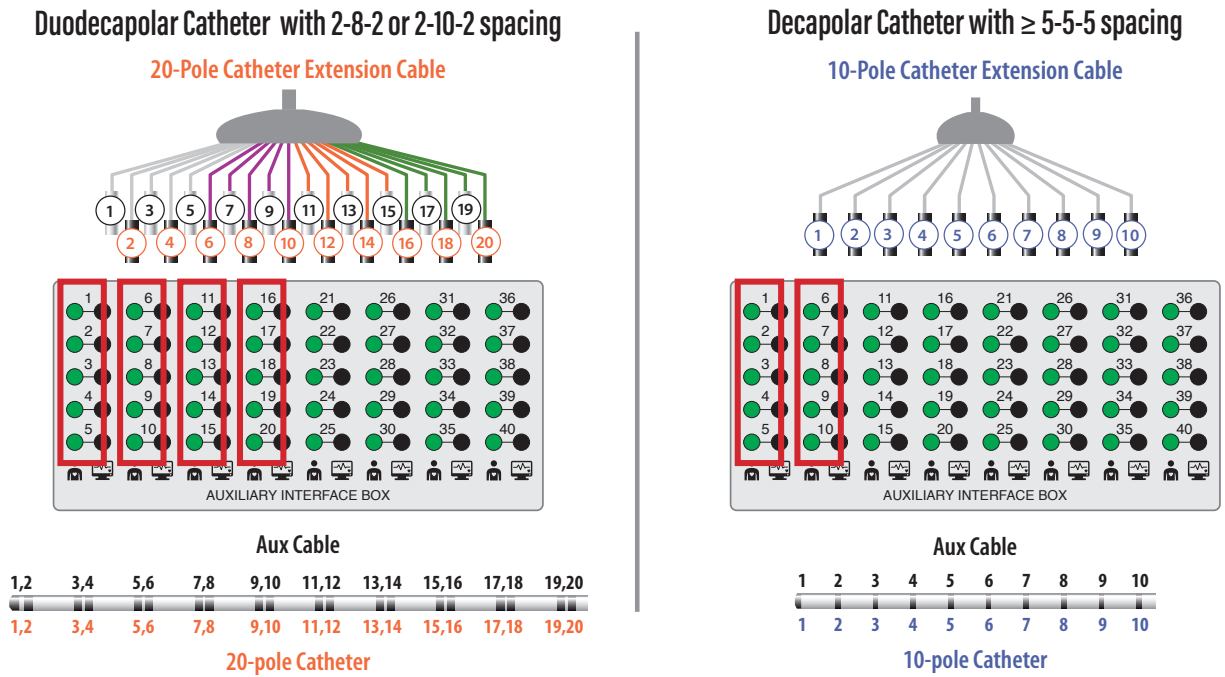 Duodecapolar Catheter with 2-8-2 or 2-10-2 spacing
20-Pole Catheter Extension Cable
1 3 5 7 9 11 13 15 17 19
2 4 6 8 10 12 14 16 18 20
1 6 11 16 21 26 31 36
2 7 12 17 22 27 32 37
3 8 13 18 23 28 33 38
4 9 14 19 24 29 34 39
5 10 15 20 25 30 35 40
AUXILIARY INTERFACE BOX
Aux Cable
1,2 3,4 5,6 7,8 9,10 11,12 13,14 15,16 17,18 19,20
1,2 3,4 5,6 7,8 9,10 11,12 13,14 15,16 17,18 19,20
20-pole Catheter
Decapolar Catheter with ≥ 5-5-5 spacing
10-Pole Catheter Extension Cable
1 2 3 4 5 6 7 8 9 10
1 6 11 16 21 26 31 36
2 7 12 17 22 27 32 37
3 8 13 18 23 28 33 38
4 9 14 19 24 29 34 39
5 10 15 20 25 30 35 40
AUXILIARY INTERFACE BOX
Aux Cable
1 2 3 4 5 6 7 8 9 10
1 2 3 4 5 6 7 8 9 10
10-pole Catheter